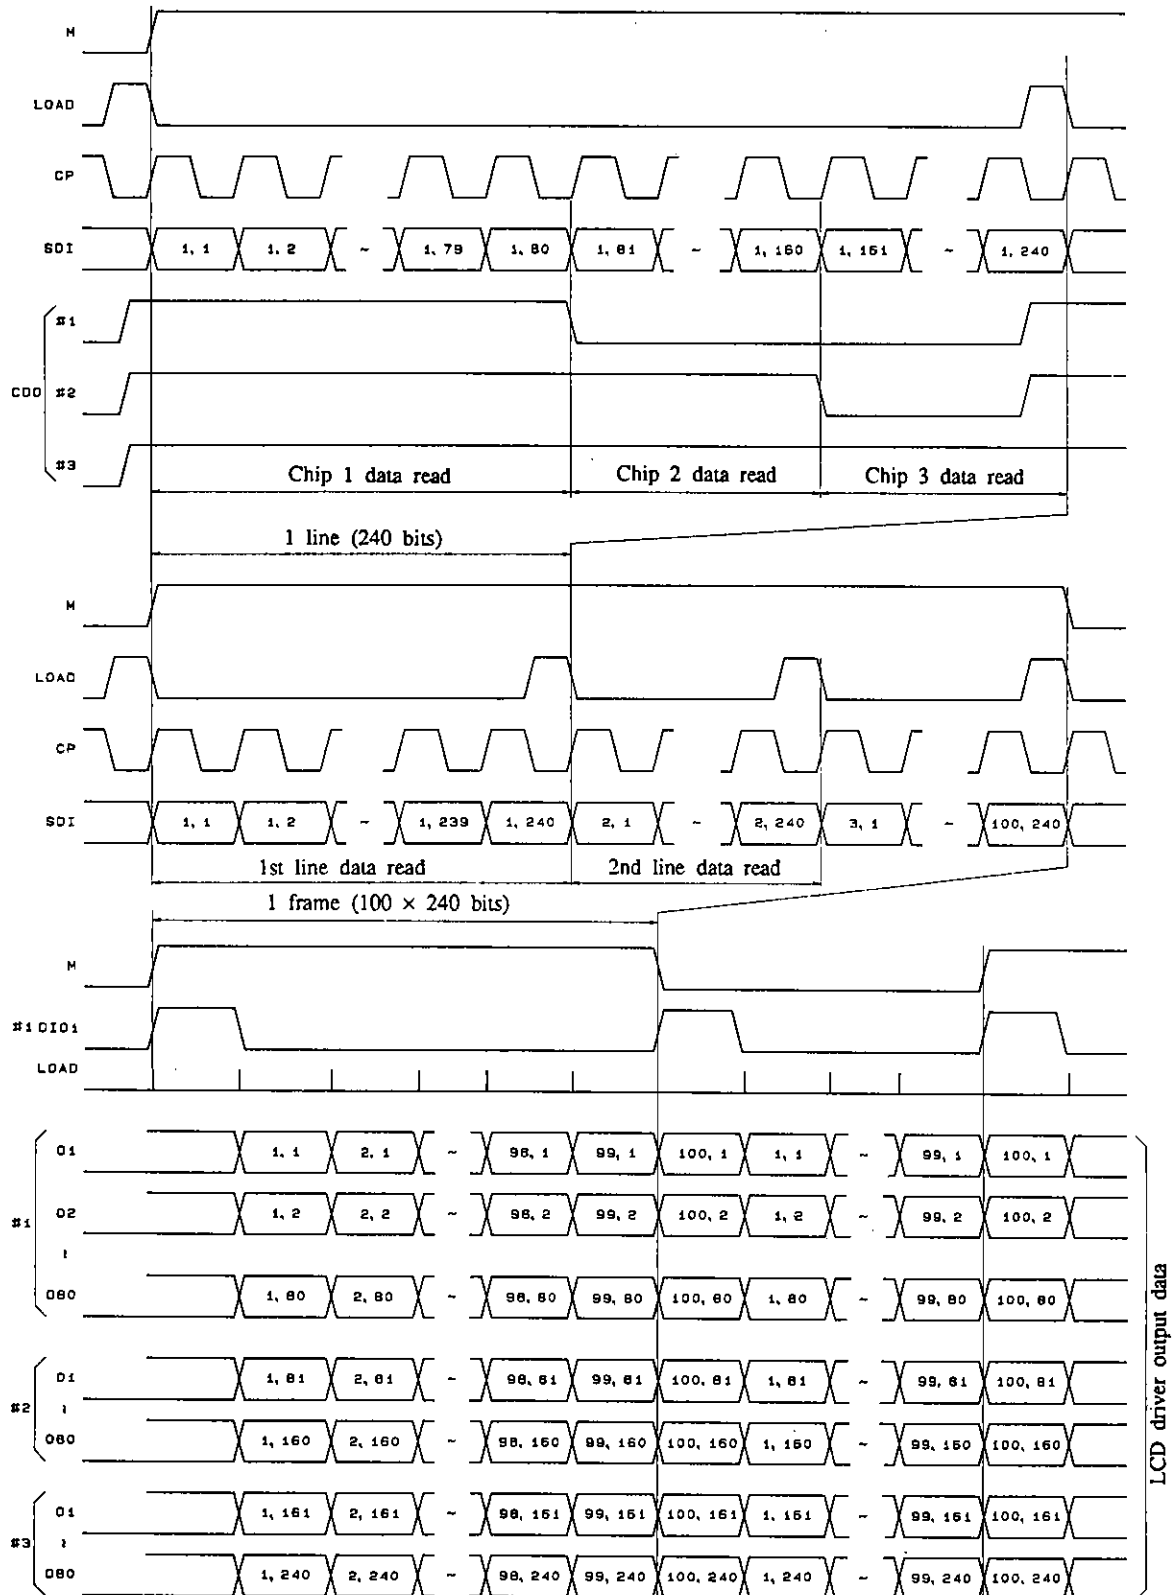 M
LOAD
CP
SDI 1, 1 1, 2 ~ 1, 79 1, 80 1, 81 ~ 1, 160 1, 161 ~ 1, 240
#1
CDO #2
#3
Chip 1 data read Chip 2 data read Chip 3 data read
1 line (240 bits)
M
LOAD
CP
SDI 1, 1 1, 2 ~ 1, 239 1, 240 2, 1 ~ 2, 240 3, 1 ~ 100, 240
1st line data read 2nd line data read
1 frame (100 × 240 bits)
M
#1 DIO1
LOAD
O1 1, 1 2, 1 ~ 98, 1 99, 1 100, 1 1, 1 ~ 99, 1 100, 1
#1 O2 1, 2 2, 2 ~ 98, 2 99, 2 100, 2 1, 2 ~ 99, 2 100, 2
~
O80 1, 80 2, 80 ~ 98, 80 99, 80 100, 80 1, 80 ~ 99, 80 100, 80
O1 1, 81 2, 81 ~ 98, 81 99, 81 100, 81 1, 81 ~ 99, 81 100, 81
#2 ~
O80 1, 160 2, 160 ~ 98, 160 99, 160 100, 160 1, 160 ~ 99, 160 100, 160
O1 1, 161 2, 161 ~ 98, 161 99, 161 100, 161 1, 161 ~ 99, 161 100, 161
#3 ~
O80 1, 240 2, 240 ~ 98, 240 99, 240 100, 240 1, 240 ~ 99, 240 100, 240
LCD driver output data